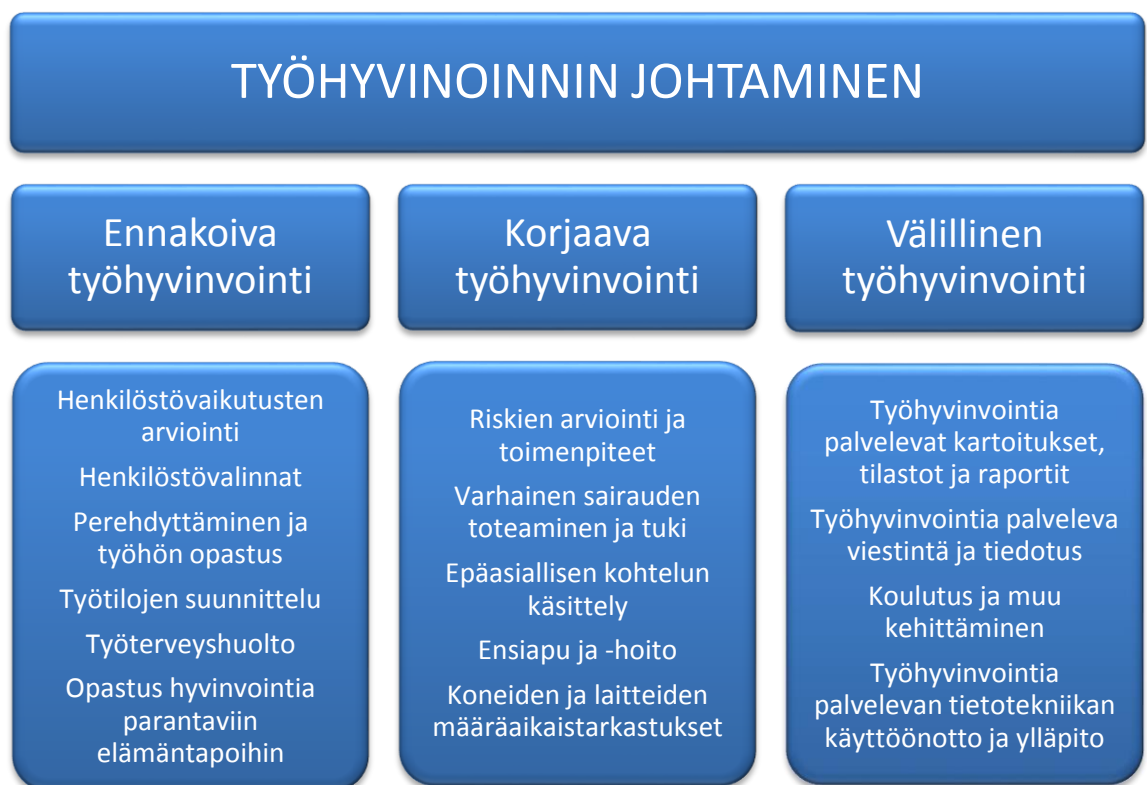 TYÖHYVINOINNIN JOHTAMINEN
Ennakoiva
työhyvinvointi
Henkilöstövaikutusten
arviointi
Henkilöstövalinnat
Perehdyttäminen ja
työhön opastus
Työtilojen suunnittelu
Työterveyshuolto
Opastus hyvinvointia
parantaviin
elämäntapoihin
Korjaava
työhyvinvointi
Riskien arviointi ja
toimenpiteet
Varhainen sairauden
toteaminen ja tuki
Epäasiallisen kohtelun
käsittely
Ensiapu ja -hoito
Koneiden ja laitteiden
määräaikaistarkastukset
Välillinen
työhyvinvointi
Työhyvinvointia
palvelevat kartoitukset,
tilastot ja raportit
Työhyvinvointia palveleva
viestintä ja tiedotus
Koulutus ja muu
kehittäminen
Työhyvinvointia
palvelevan tietotekniikan
käyttöönotto ja ylläpito